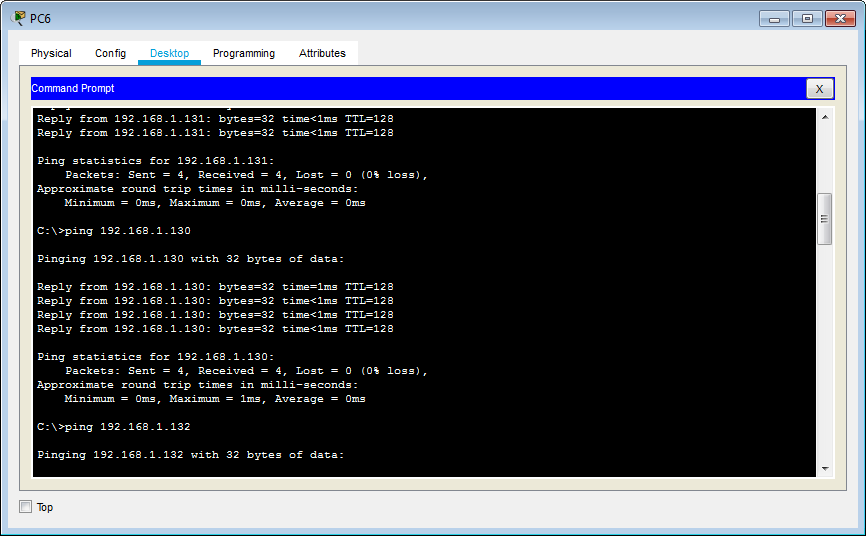 PC6
Physical Config Desktop Programming Attributes
Command Prompt
X
Reply from 192.168.1.131: bytes=32 time<1ms TTL=128
Reply from 192.168.1.131: bytes=32 time<1ms TTL=128
Ping statistics for 192.168.1.131:
Packets: Sent = 4, Received = 4, Lost = 0 (0% loss),
Approximate round trip times in milli-seconds:
Minimum = 0ms, Maximum = 0ms, Average = 0ms
C:\>ping 192.168.1.130
Pinging 192.168.1.130 with 32 bytes of data:
Reply from 192.168.1.130: bytes=32 time=1ms TTL=128
Reply from 192.168.1.130: bytes=32 time<1ms TTL=128
Reply from 192.168.1.130: bytes=32 time<1ms TTL=128
Reply from 192.168.1.130: bytes=32 time<1ms TTL=128
Ping statistics for 192.168.1.130:
Packets: Sent = 4, Received = 4, Lost = 0 (0% loss),
Approximate round trip times in milli-seconds:
Minimum = 0ms, Maximum = 1ms, Average = 0ms
C:\>ping 192.168.1.132
Pinging 192.168.1.132 with 32 bytes of data:
Top